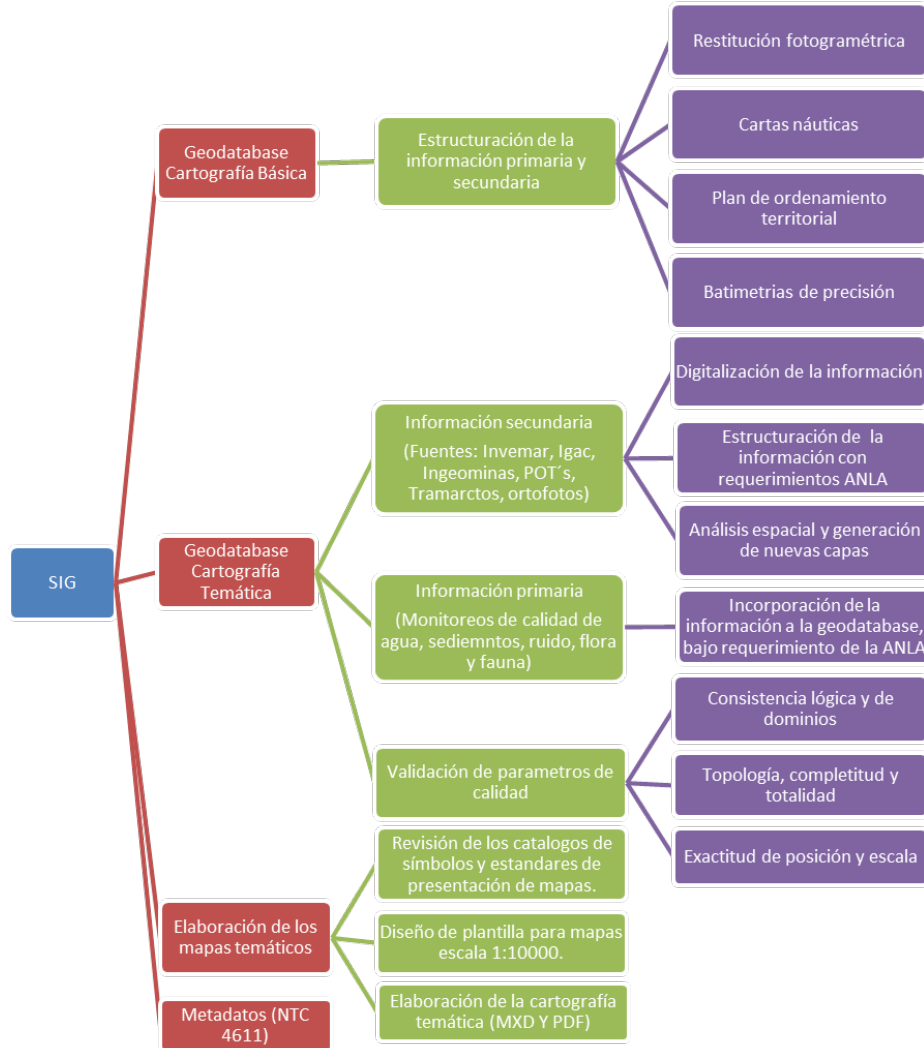 SIG
Geodatabase
Cartografía Básica
Estructuración de la
información primaria y
secundaria
Restitución fotogramétrica
Cartas náuticas
Plan de ordenamiento
territorial
Batimetrias de precisión
Geodatabase
Cartografía
Temática
Información secundaria
(Fuentes: Invemar, Igac,
Ingeominas, POT´s,
Tramarctos, ortofotos)
Digitalización de la información
Estructuración de la
información con
requerimientos ANLA
Análisis espacial y generación
de nuevas capas
Información primaria
(Monitoreos de calidad de
agua, sediemntos, ruido, flora
y fauna)
Incorporación de la
información a la geodatabase,
bajo requerimiento de la ANLA
Validación de parametros de
calidad
Consistencia lógica y de
dominios
Topología, completitud y
totalidad
Exactitud de posición y escala
Elaboración de los
mapas temáticos
Revisión de los catalogos de
símbolos y estandares de
presentación de mapas.
Diseño de plantilla para mapas
escala 1:10000.
Elaboración de la cartografía
temática (MXD Y PDF)
Metadatos (NTC
4611)